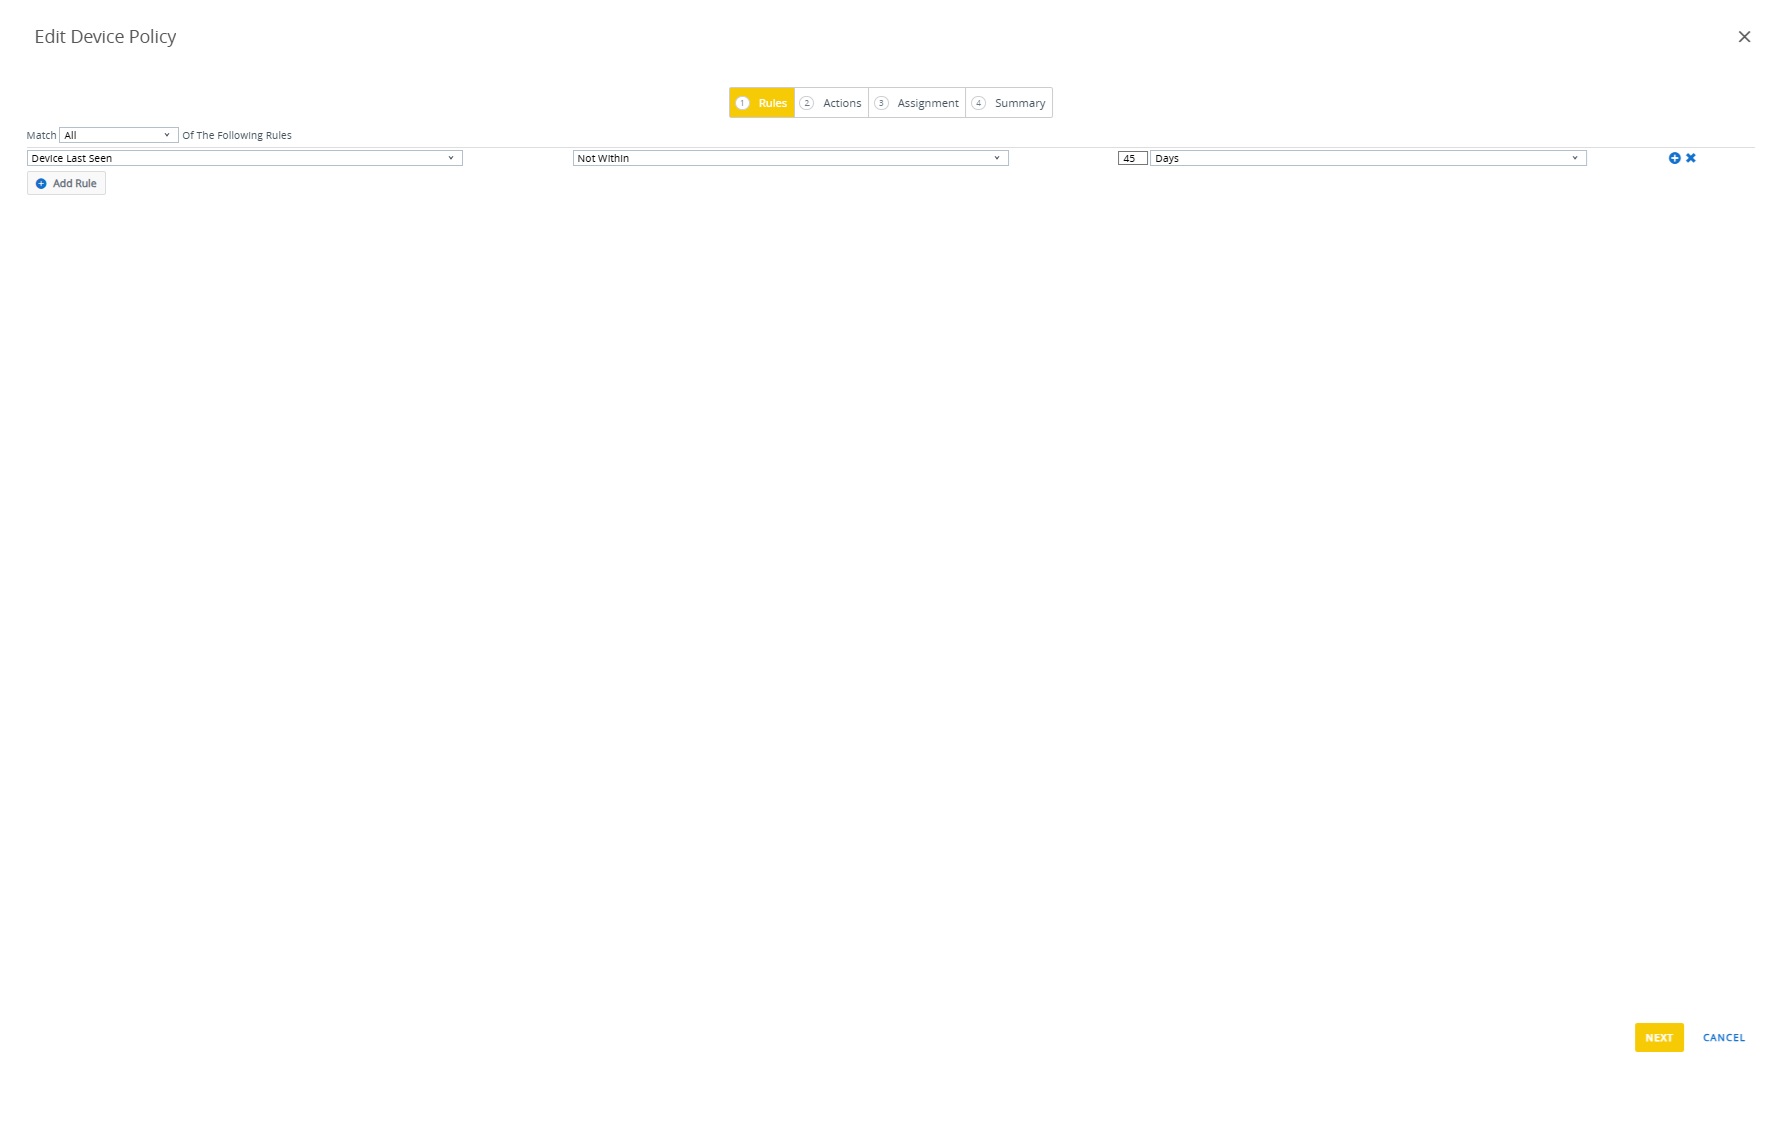 Edit Device Policy
1 Rules 2 Actions 3 Assignment 4 Summary
Match All Of The Following Rules
Device Last Seen Not Within 45 Days
Add Rule
NEXT CANCEL